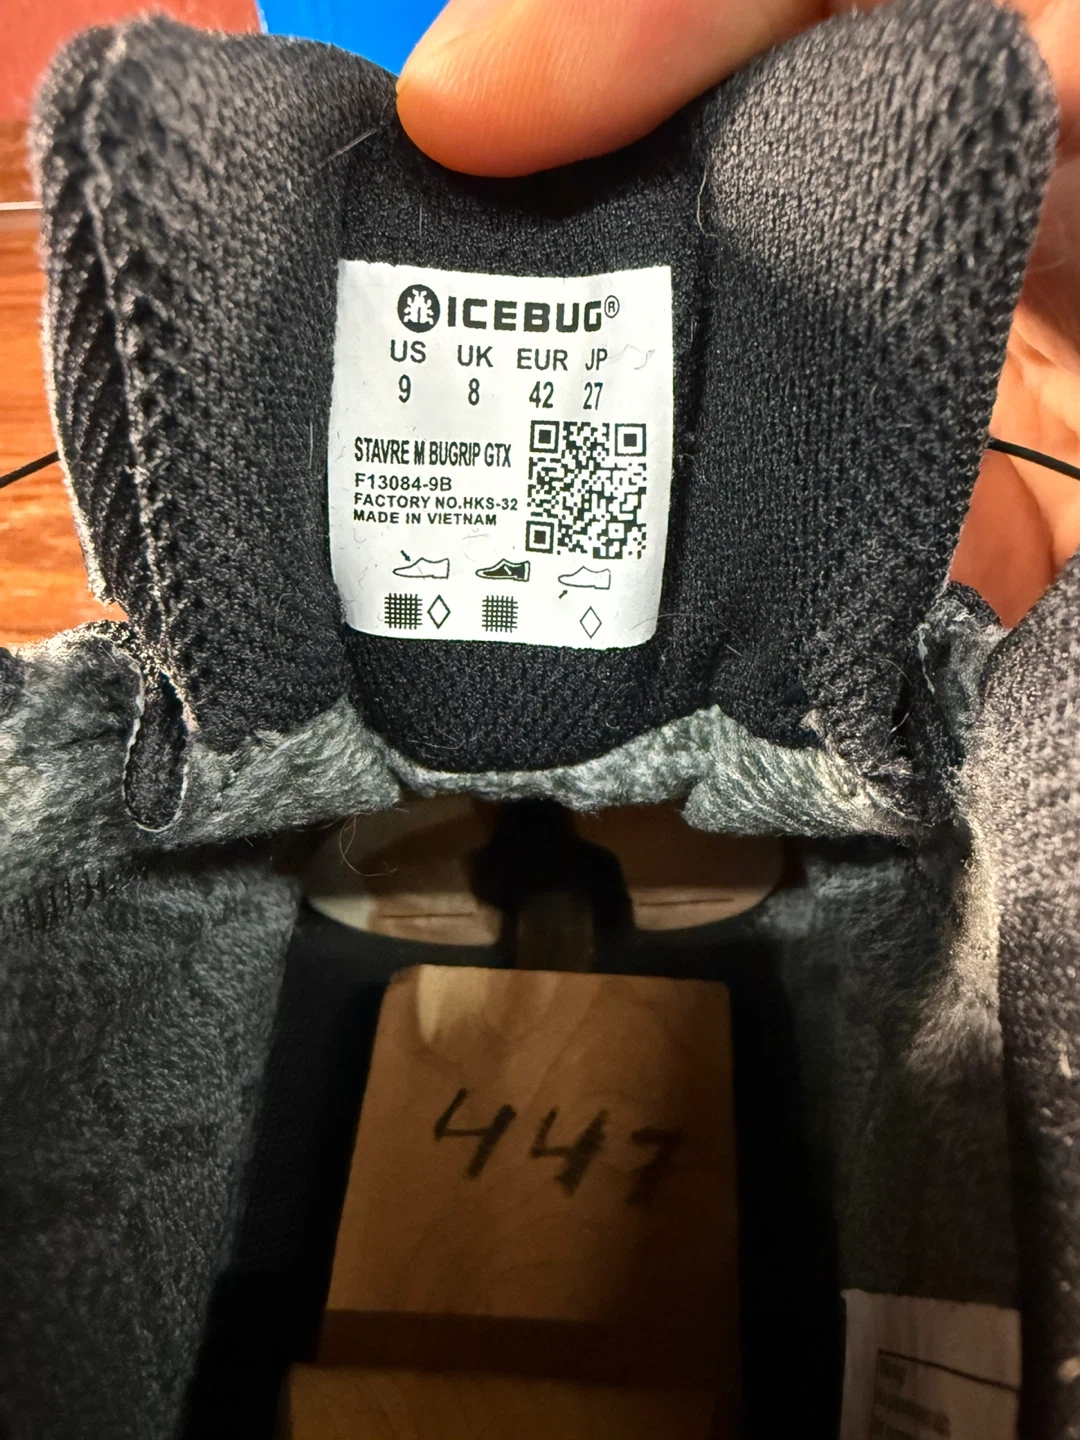 ICEBUG®
US UK EUR JP
9 8 42 27
STAVRE M BUGRIP GTX
F13084-9B
FACTORY NO.HKS-32
MADE IN VIETNAM
447